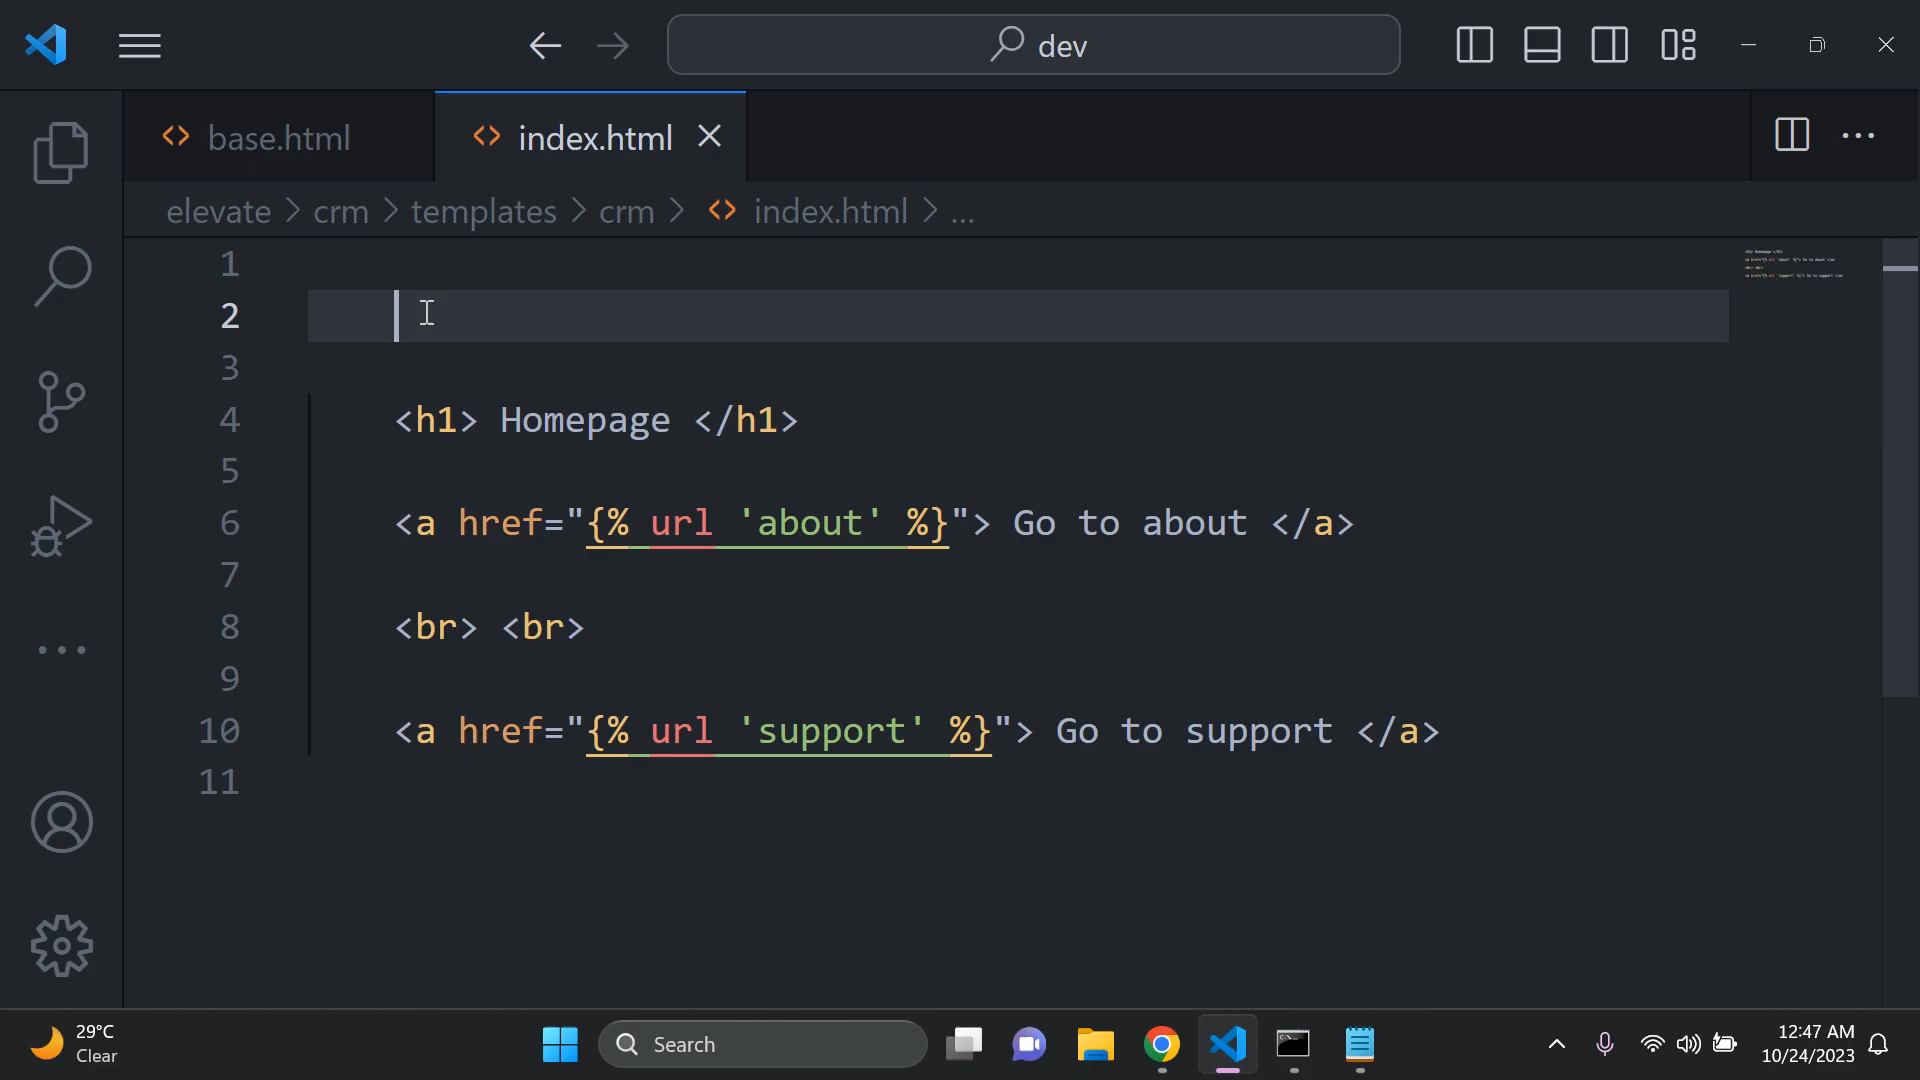 dev
base.html
index.html
elevate > crm > templates > crm > <> index.html > ...
1
2
3
4 <h1> Homepage </h1>
5
6 <a href="{% url 'about' %}"> Go to about </a>
7
8 <br> <br>
9
10 <a href="{% url 'support' %}"> Go to support </a>
11
29°C
Clear
Search
12:47 AM
10/24/2023